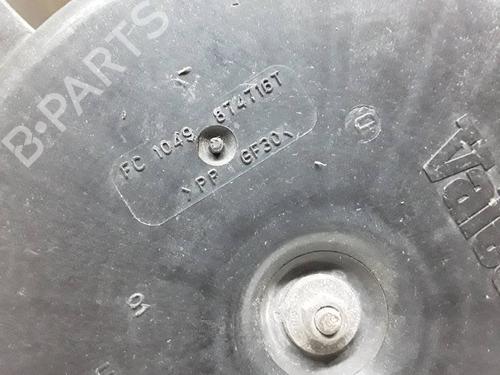 B-PARTS
FC 1049 874716T
>PP GF30<
Valeo